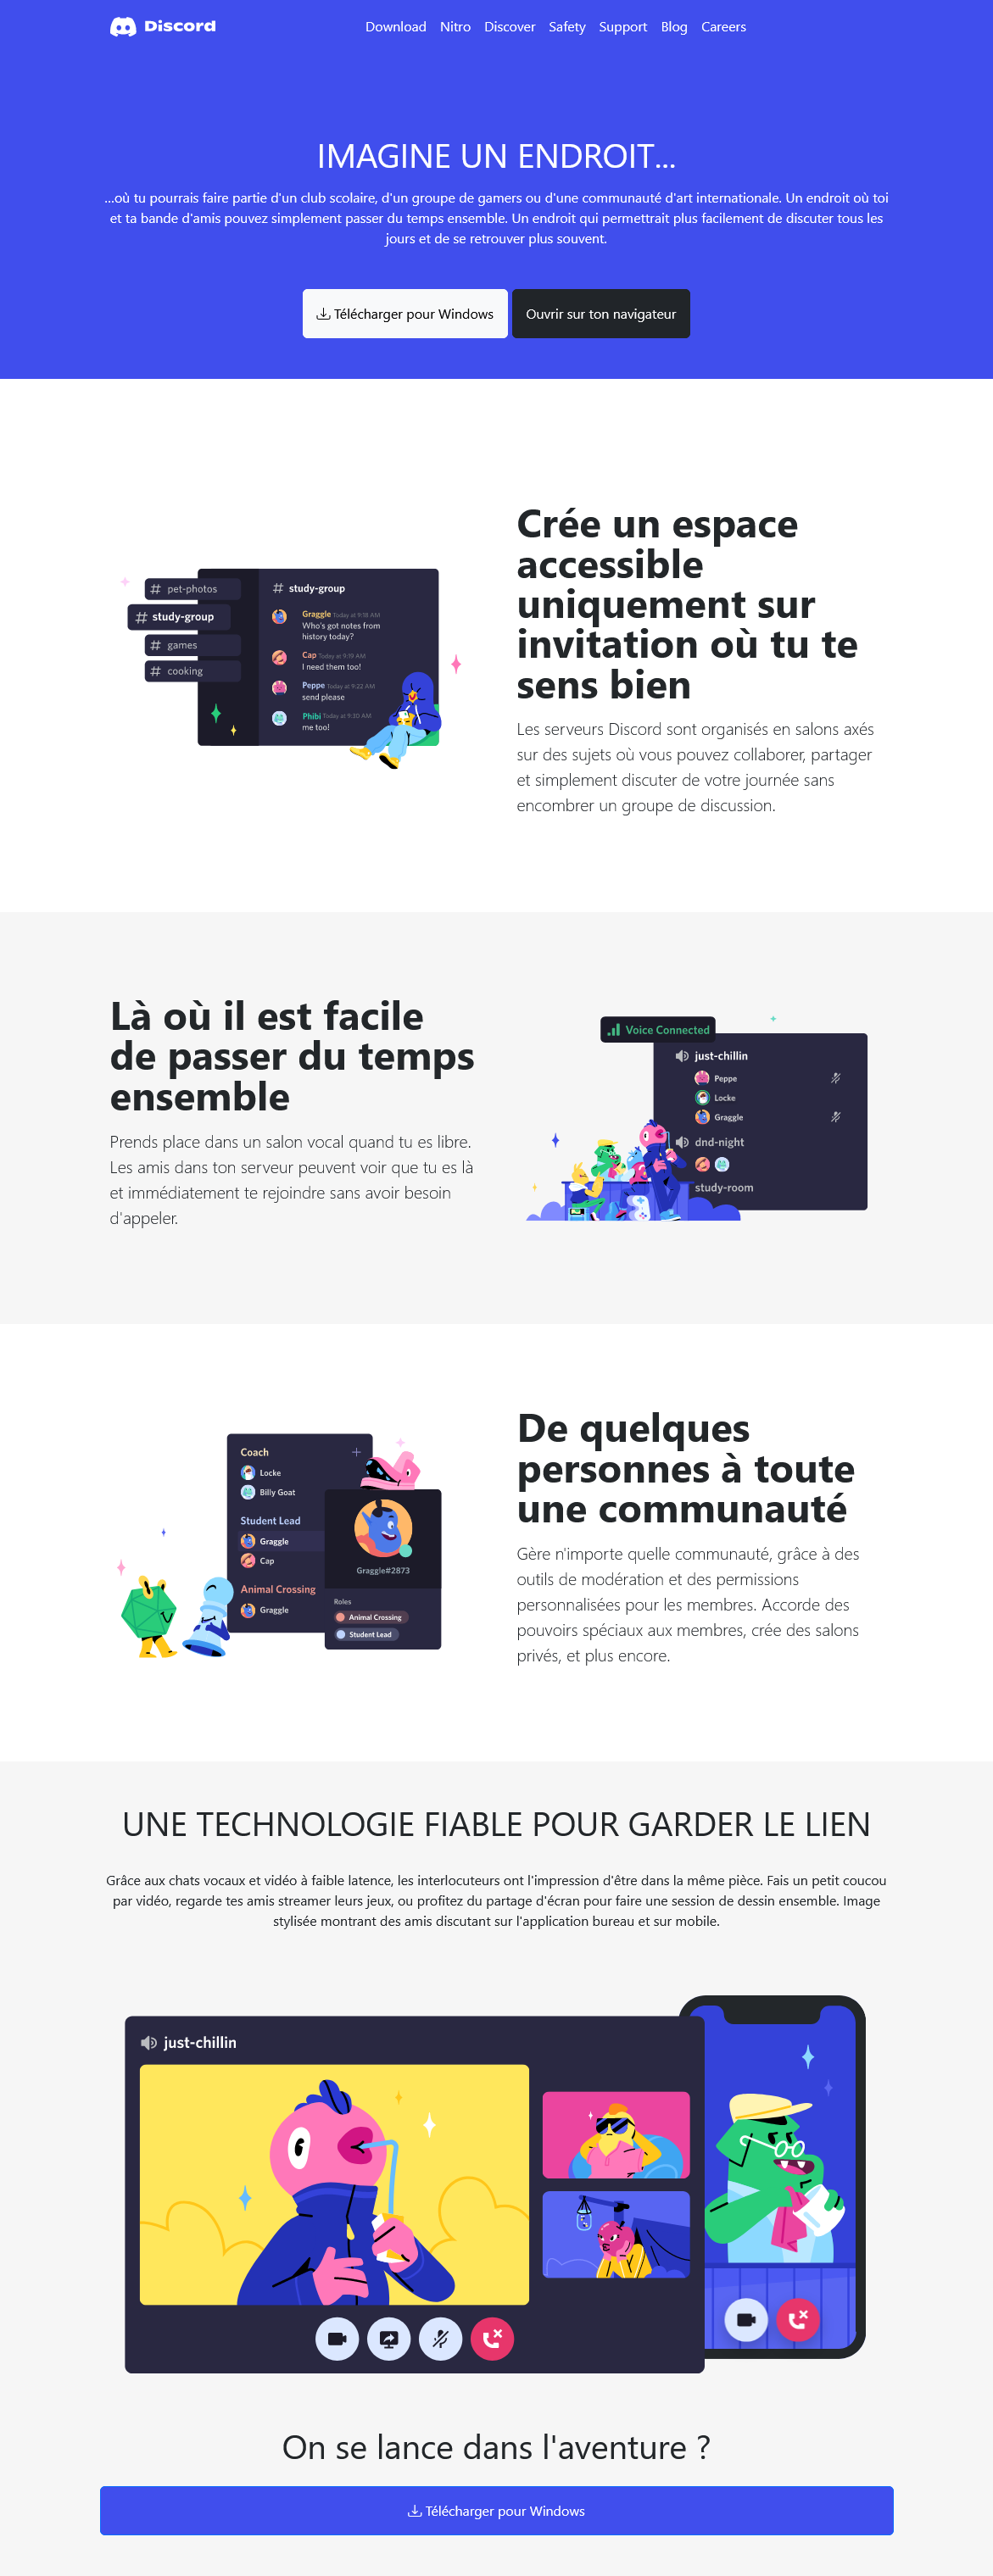 Discord
Download Nitro Discover Safety Support Blog Careers
IMAGINE UN ENDROIT...
...où tu pourrais faire partie d'un club scolaire, d'un groupe de gamers ou d'une communauté d'art internationale. Un endroit où toi
et ta bande d'amis pouvez simplement passer du temps ensemble. Un endroit qui permettrait plus facilement de discuter tous les
jours et de se retrouver plus souvent.
Télécharger pour Windows
Ouvrir sur ton navigateur
# pet-photos
# study-group
# games
# cooking
# study-group
Graggle Today at 9:18 AM
Who's got notes from
history today?
Cap Today at 9:19 AM
I need them too!
Peppe Today at 9:22 AM
send please
Phibi Today at 9:30 AM
me too!
Crée un espace
accessible
uniquement sur
invitation où tu te
sens bien
Les serveurs Discord sont organisés en salons axés
sur des sujets où vous pouvez collaborer, partager
et simplement discuter de votre journée sans
encombrer un groupe de discussion.
Là où il est facile
de passer du temps
ensemble
Prends place dans un salon vocal quand tu es libre.
Les amis dans ton serveur peuvent voir que tu es là
et immédiatement te rejoindre sans avoir besoin
d'appeler.
Voice Connected
just-chillin
Peppe
Locke
Graggle
dnd-night
study-room
Coach
Locke
Billy Goat
Student Lead
Graggle
Cap
Animal Crossing
Graggle
Graggle#2873
Roles
Animal Crossing
Student Lead
De quelques
personnes à toute
une communauté
Gère n'importe quelle communauté, grâce à des
outils de modération et des permissions
personnalisées pour les membres. Accorde des
pouvoirs spéciaux aux membres, crée des salons
privés, et plus encore.
UNE TECHNOLOGIE FIABLE POUR GARDER LE LIEN
Grâce aux chats vocaux et vidéo à faible latence, les interlocuteurs ont l'impression d'être dans la même pièce. Fais un petit coucou
par vidéo, regarde tes amis streamer leurs jeux, ou profitez du partage d'écran pour faire une session de dessin ensemble. Image
stylisée montrant des amis discutant sur l'application bureau et sur mobile.
just-chillin
On se lance dans l'aventure ?
Télécharger pour Windows